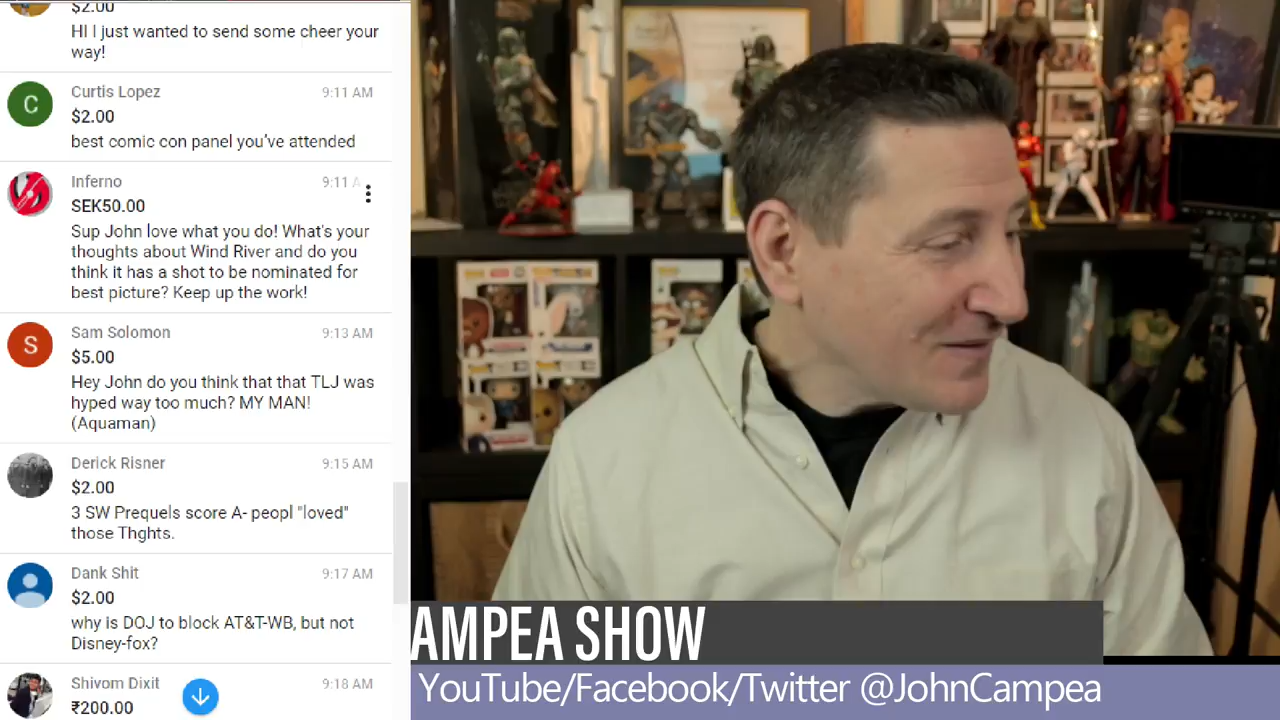 $2.00
HI I just wanted to send some cheer your
way!
C
Curtis Lopez
9:11 AM
$2.00
best comic con panel you've attended
Inferno
9:11 A
SEK50.00
Sup John love what you do! What's your
thoughts about Wind River and do you
think it has a shot to be nominated for
best picture? Keep up the work!
S
Sam Solomon
9:13 AM
$5.00
Hey John do you think that that TLJ was
hyped way too much? MY MAN!
(Aquaman)
Derick Risner
9:15 AM
$2.00
3 SW Prequels score A- peopl "loved"
those Thghts.
Dank Shit
9:17 AM
$2.00
why is DOJ to block AT&T-WB, but not
Disney-fox?
Shivom Dixit
9:18 AM
₹200.00
AMPEA SHOW
YouTube/Facebook/Twitter @JohnCampea